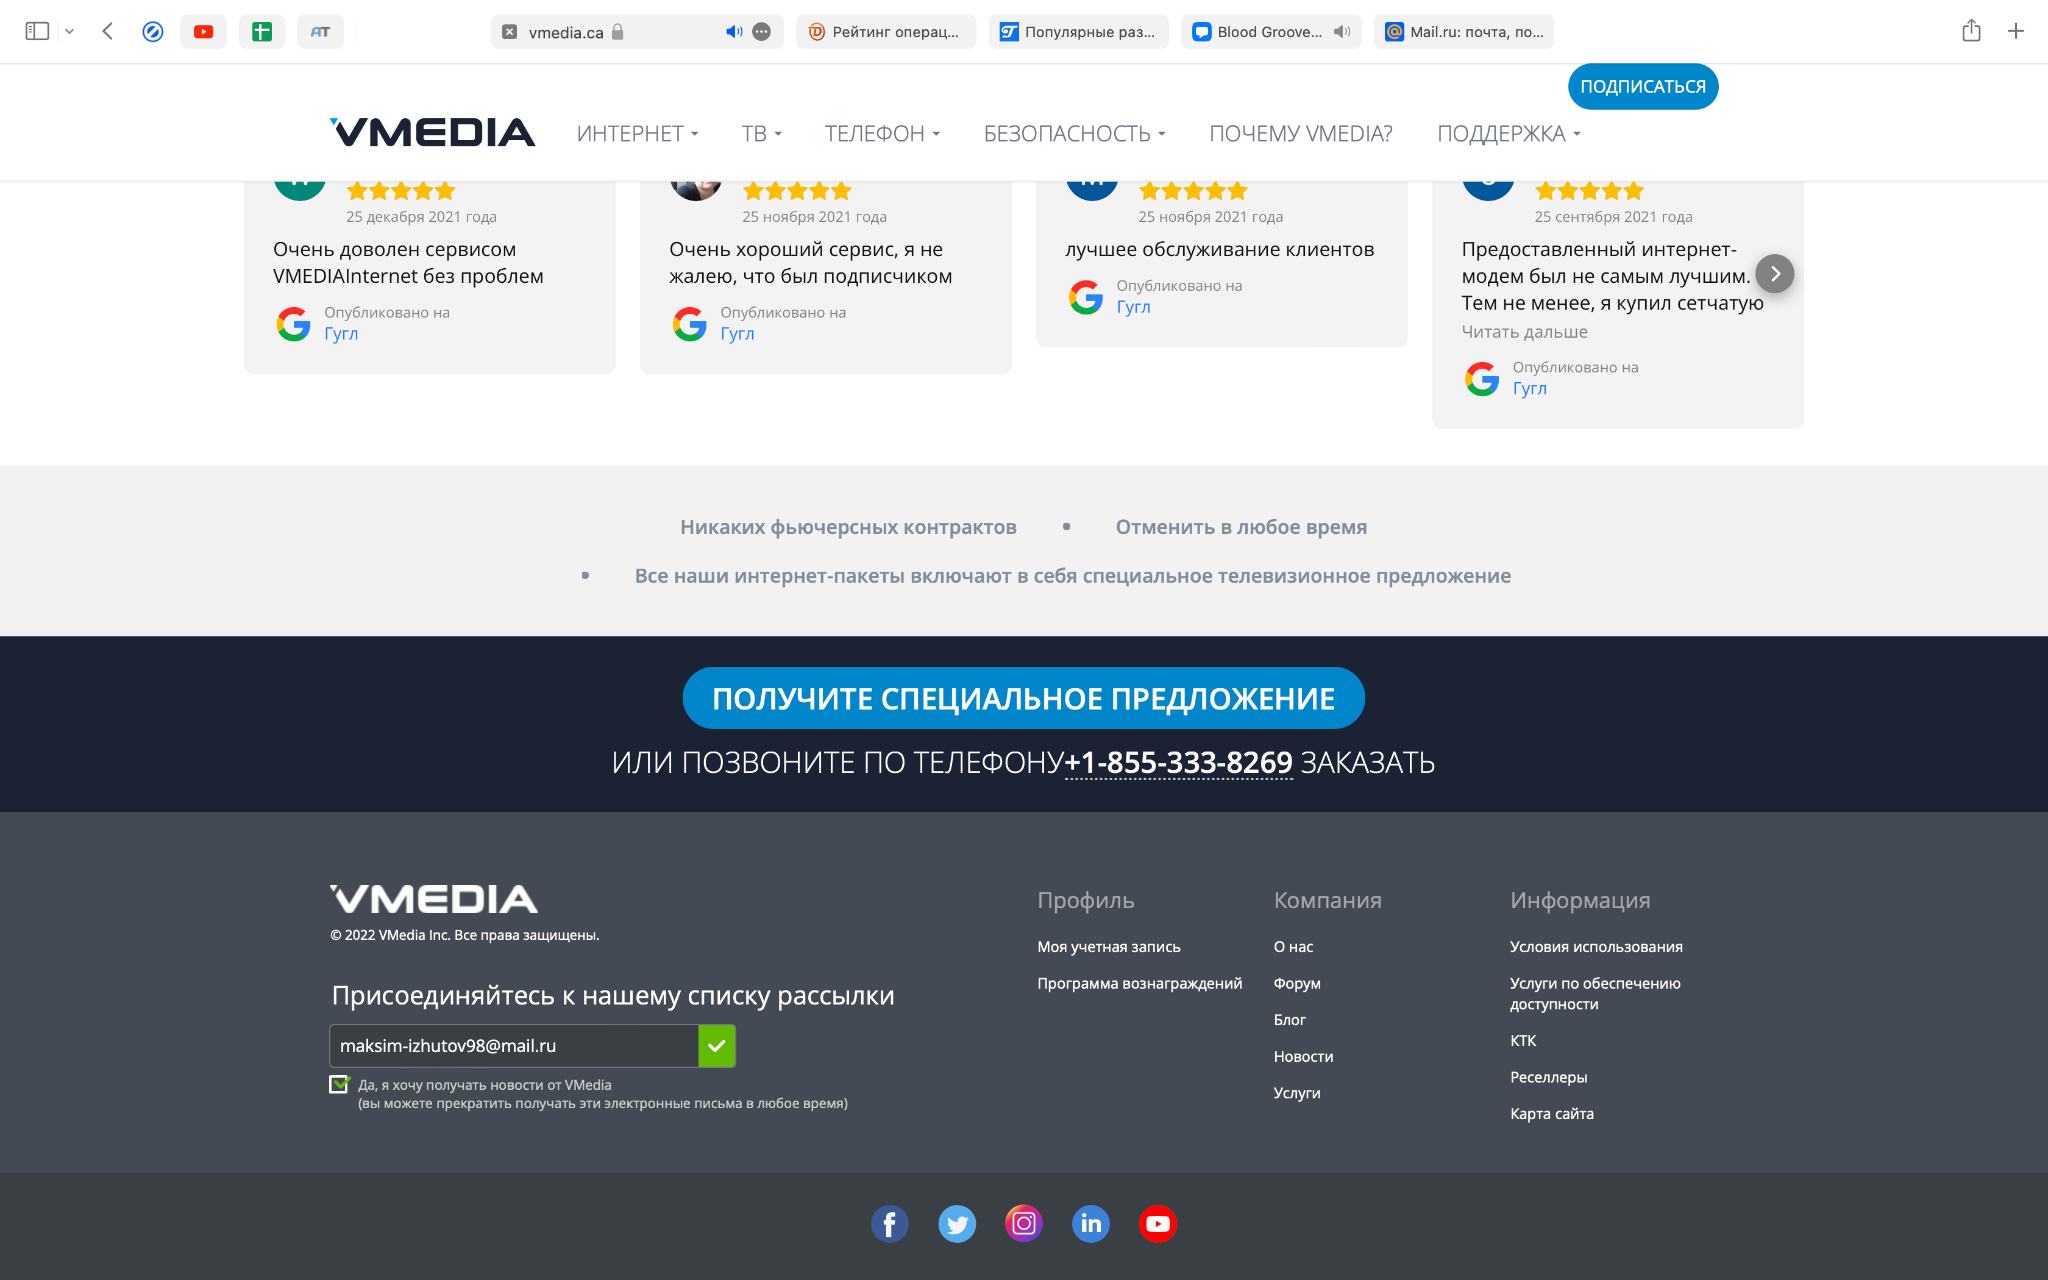 vmedia.ca
Рейтинг операц...
Популярные раз...
Blood Groove...
Mail.ru: почта, по...
ПОДПИСАТЬСЯ
VMEDIA
ИНТЕРНЕТ
ТВ
ТЕЛЕФОН
БЕЗОПАСНОСТЬ
ПОЧЕМУ VMEDIA?
ПОДДЕРЖКА
25 декабря 2021 года
Очень доволен сервисом
VMEDIAInternet без проблем
Опубликовано на
Гугл
25 ноября 2021 года
Очень хороший сервис, я не
жалею, что был подписчиком
Опубликовано на
Гугл
25 ноября 2021 года
лучшее обслуживание клиентов
Опубликовано на
Гугл
25 сентября 2021 года
Предоставленный интернет-
модем был не самым лучшим.
Тем не менее, я купил сетчатую
Читать дальше
Опубликовано на
Гугл
Никаких фьючерсных контрактов • Отменить в любое время
• Все наши интернет-пакеты включают в себя специальное телевизионное предложение
ПОЛУЧИТЕ СПЕЦИАЛЬНОЕ ПРЕДЛОЖЕНИЕ
ИЛИ ПОЗВОНИТЕ ПО ТЕЛЕФОНУ+1-855-333-8269 ЗАКАЗАТЬ
VMEDIA
© 2022 VMedia Inc. Все права защищены.
Присоединяйтесь к нашему списку рассылки
maksim-izhutov98@mail.ru
Да, я хочу получать новости от VMedia
(вы можете прекратить получать эти электронные письма в любое время)
Профиль
Моя учетная запись
Программа вознаграждений
Компания
О нас
Форум
Блог
Новости
Услуги
Информация
Условия использования
Услуги по обеспечению
доступности
КТК
Реселлеры
Карта сайта